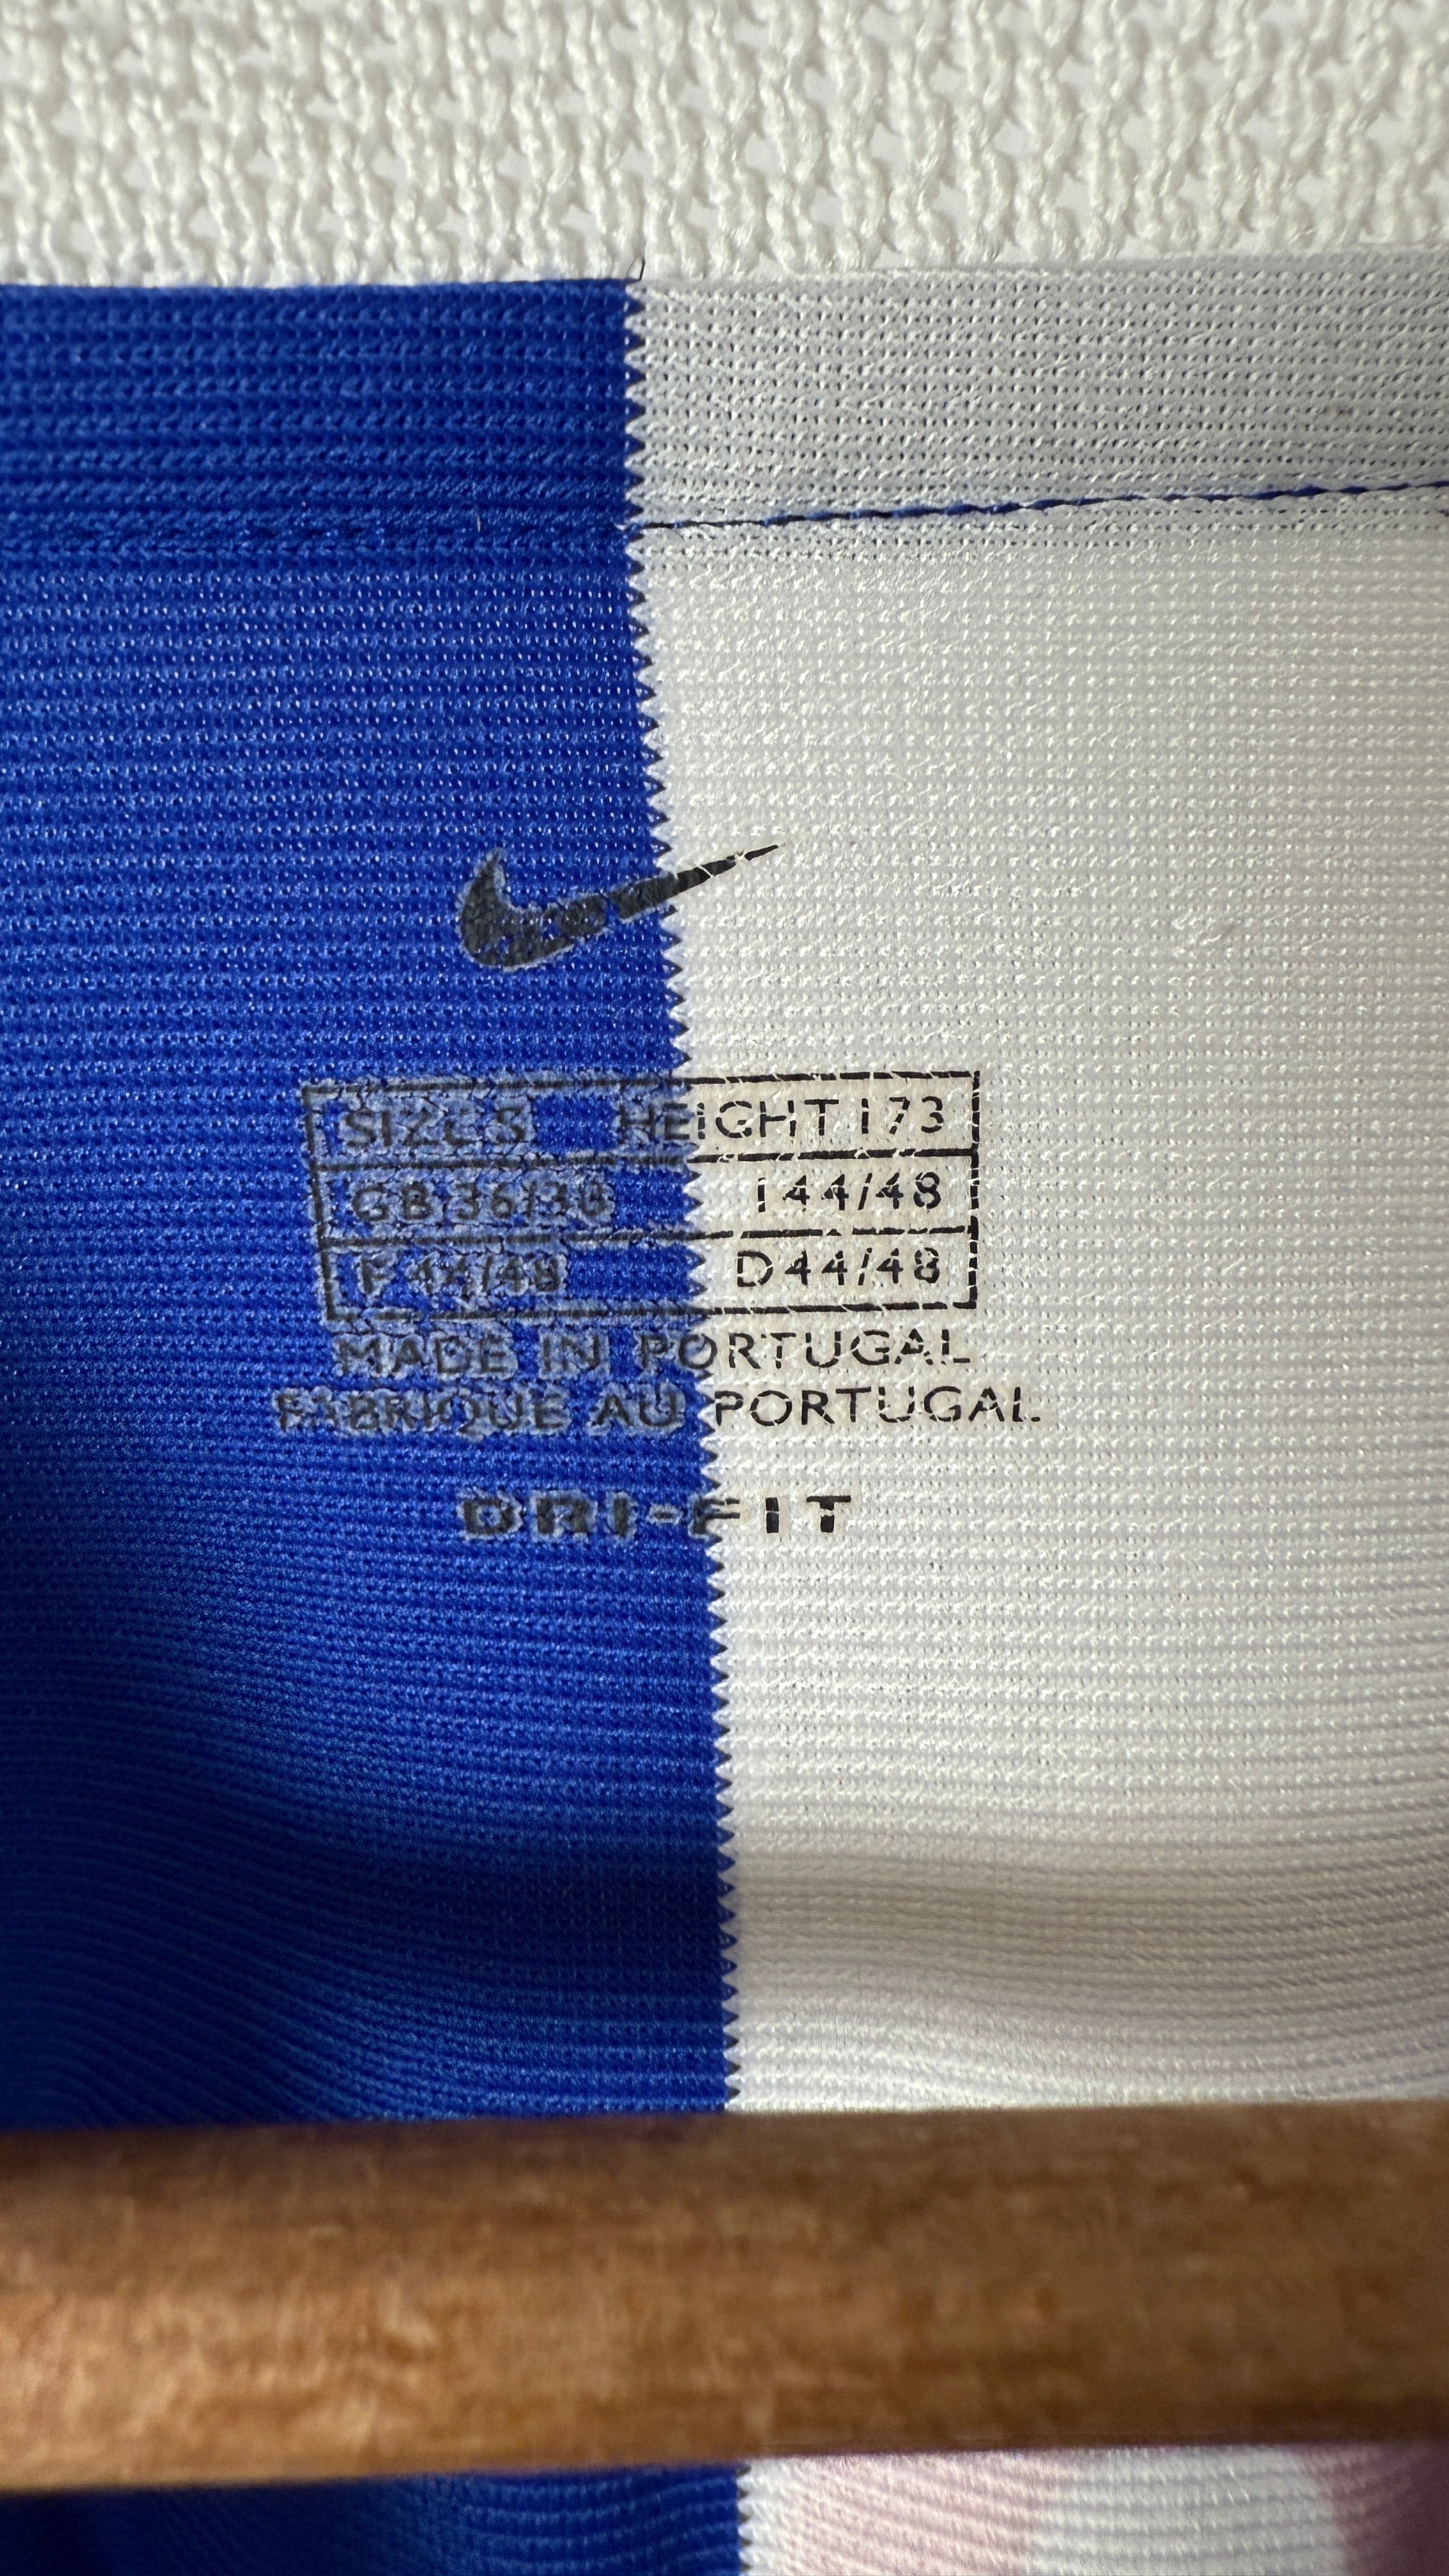 SIZES HEIGHT 173
GB 36/38 I 44/48
F 44/48 D 44/48
MADE IN PORTUGAL
FABRIQUE AU PORTUGAL
DRI-FIT